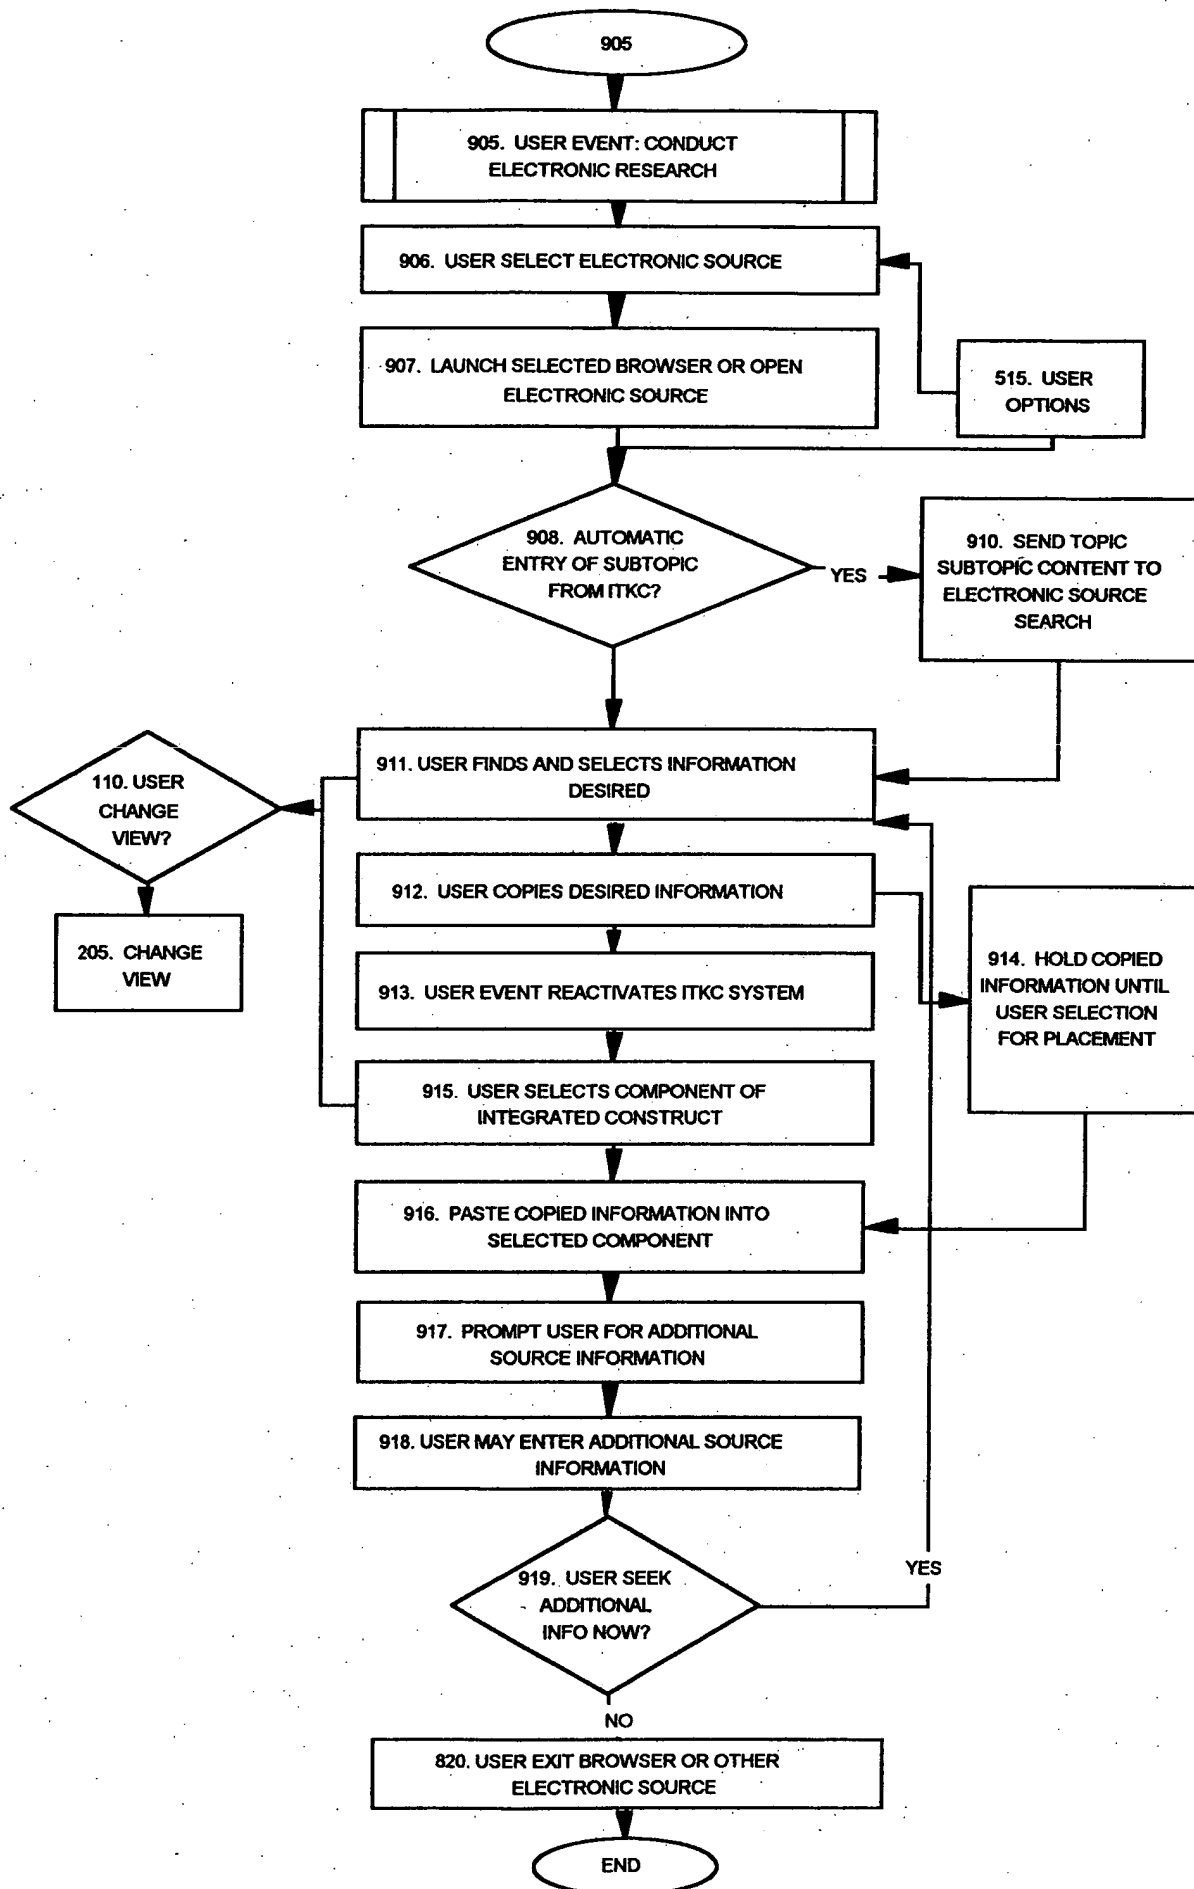 905
905. USER EVENT: CONDUCT
ELECTRONIC RESEARCH
906. USER SELECT ELECTRONIC SOURCE
907. LAUNCH SELECTED BROWSER OR OPEN
ELECTRONIC SOURCE
515. USER
OPTIONS
908. AUTOMATIC
ENTRY OF SUBTOPIC
FROM ITKC?
YES
910. SEND TOPIC
SUBTOPIC CONTENT TO
ELECTRONIC SOURCE
SEARCH
911. USER FINDS AND SELECTS INFORMATION
DESIRED
110. USER
CHANGE
VIEW?
205. CHANGE
VIEW
912. USER COPIES DESIRED INFORMATION
913. USER EVENT REACTIVATES ITKC SYSTEM
914. HOLD COPIED
INFORMATION UNTIL
USER SELECTION
FOR PLACEMENT
915. USER SELECTS COMPONENT OF
INTEGRATED CONSTRUCT
916. PASTE COPIED INFORMATION INTO
SELECTED COMPONENT
917. PROMPT USER FOR ADDITIONAL
SOURCE INFORMATION
918. USER MAY ENTER ADDITIONAL SOURCE
INFORMATION
919. USER SEEK
ADDITIONAL
INFO NOW?
YES
NO
820. USER EXIT BROWSER OR OTHER
ELECTRONIC SOURCE
END